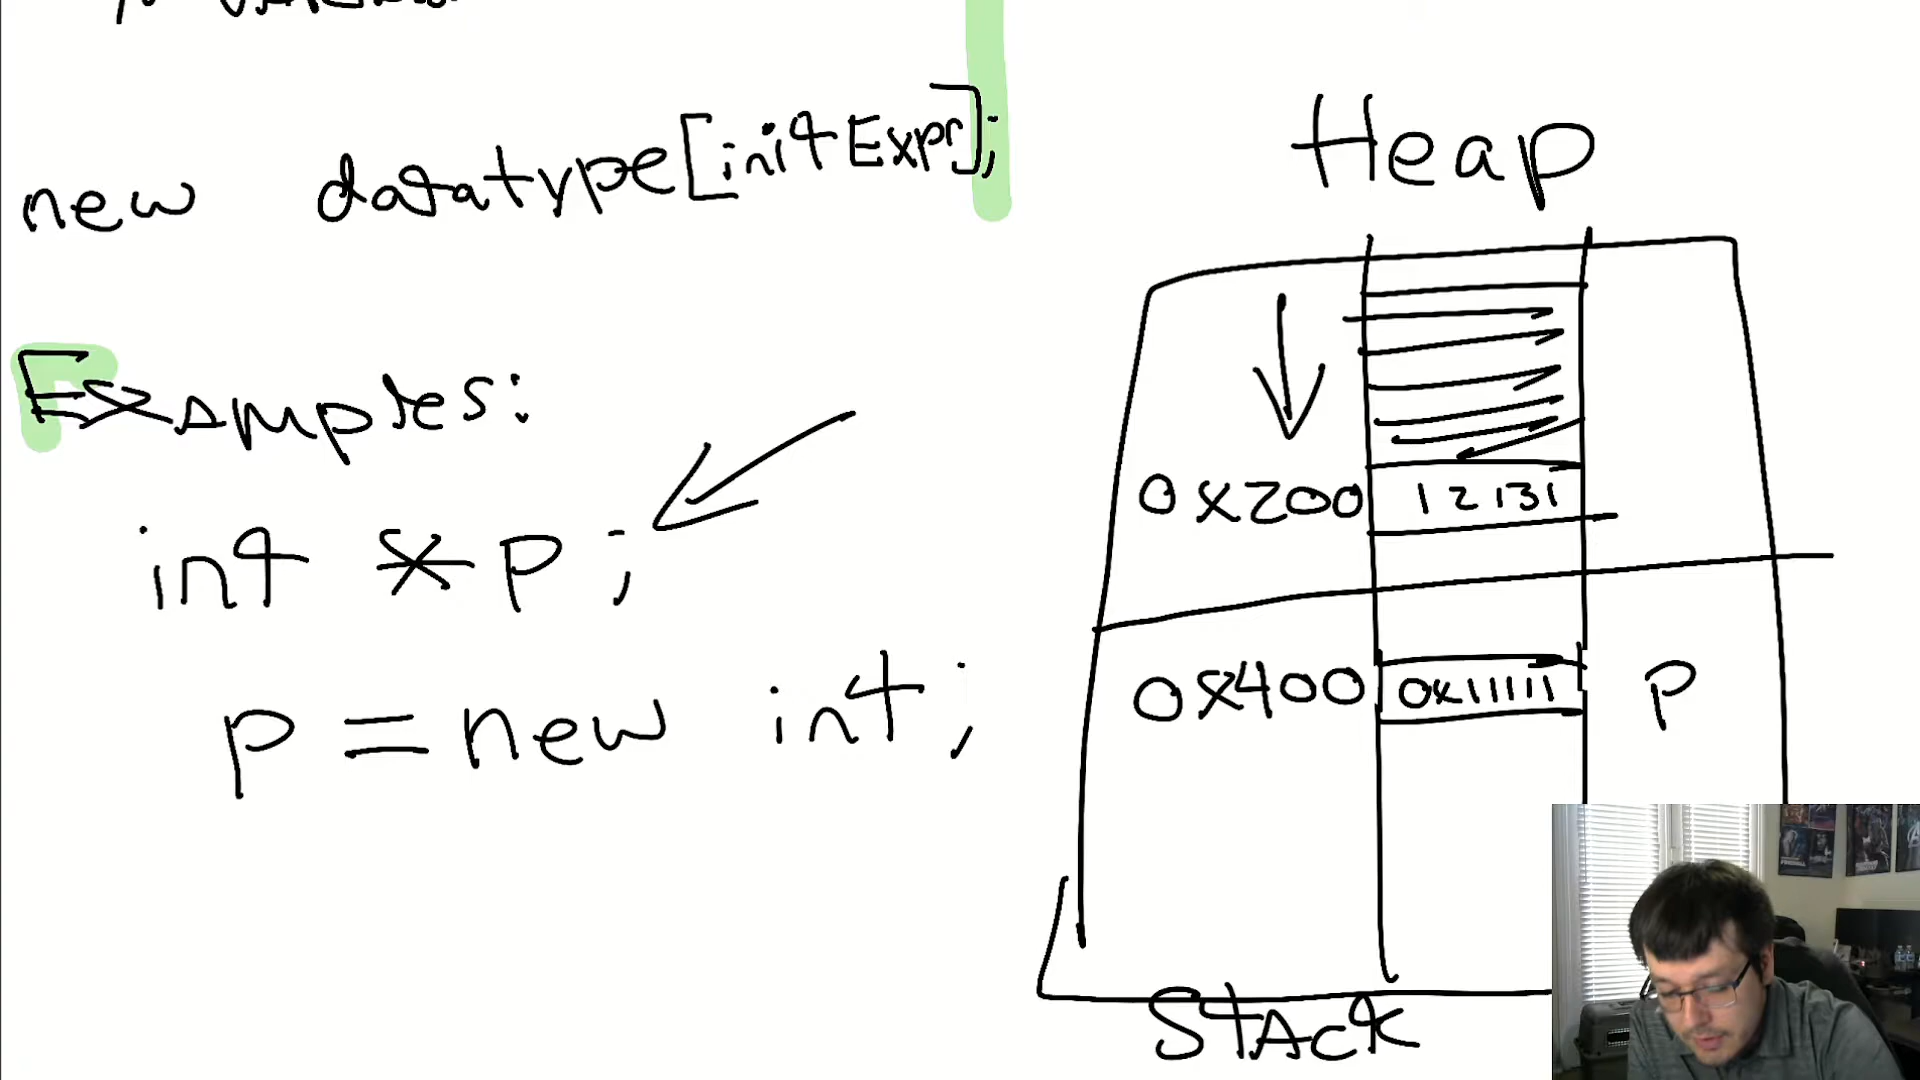 new datatype[initExpr];
Examples:
int *p;
p = new int;
Heap
0x200 12131
0x400 0x11111 P
STACK